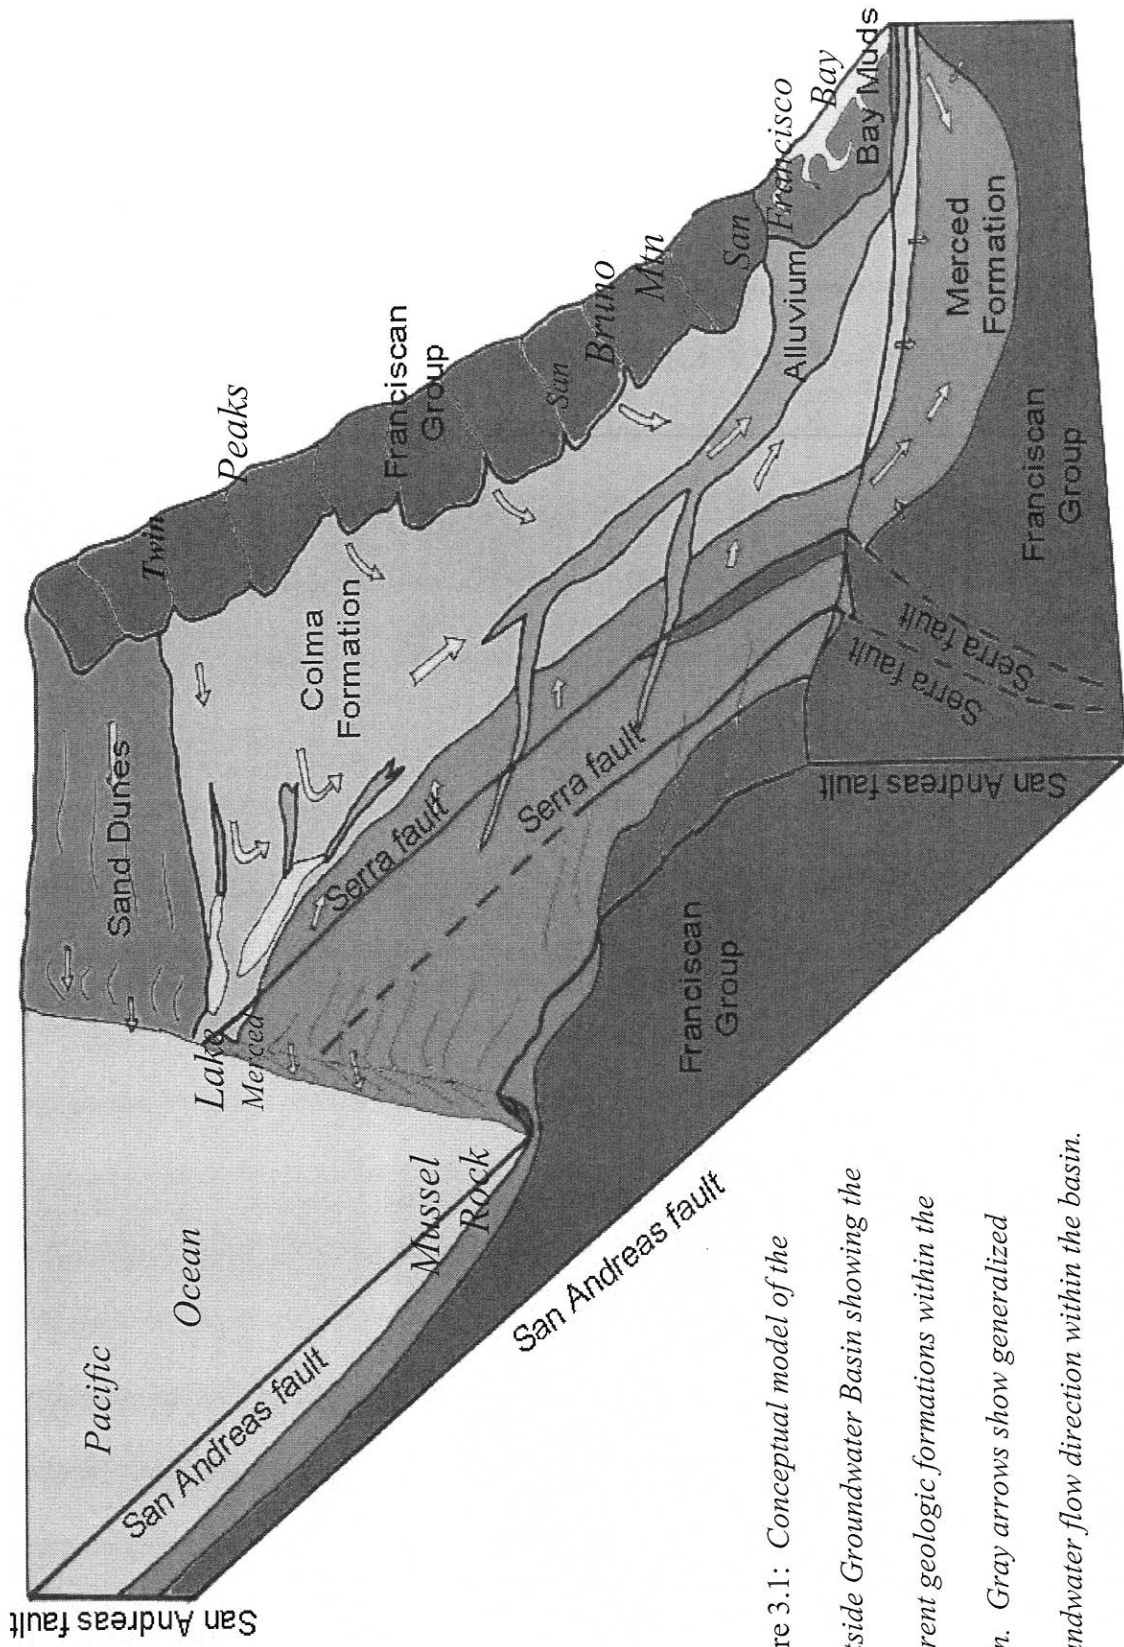 San Andreas fault
Pacific
Ocean
San Andreas fault
Mussel
Rock
San Andreas fault
Lake
Merced
Sand Dunes
Twin
Peaks
Colma
Formation
Franciscan
Group
San
Bruno
Mtn
San
Francisco
Bay
Bay Muds
Alluvium
Serra fault
Serra fault
Franciscan
Group
Merced
Formation
Franciscan
Group
Serra fault
Serra fault
San Andreas fault
re 3.1: Conceptual model of the
tside Groundwater Basin showing the
rent geologic formations within the
n. Gray arrows show generalized
ndwater flow direction within the basin.